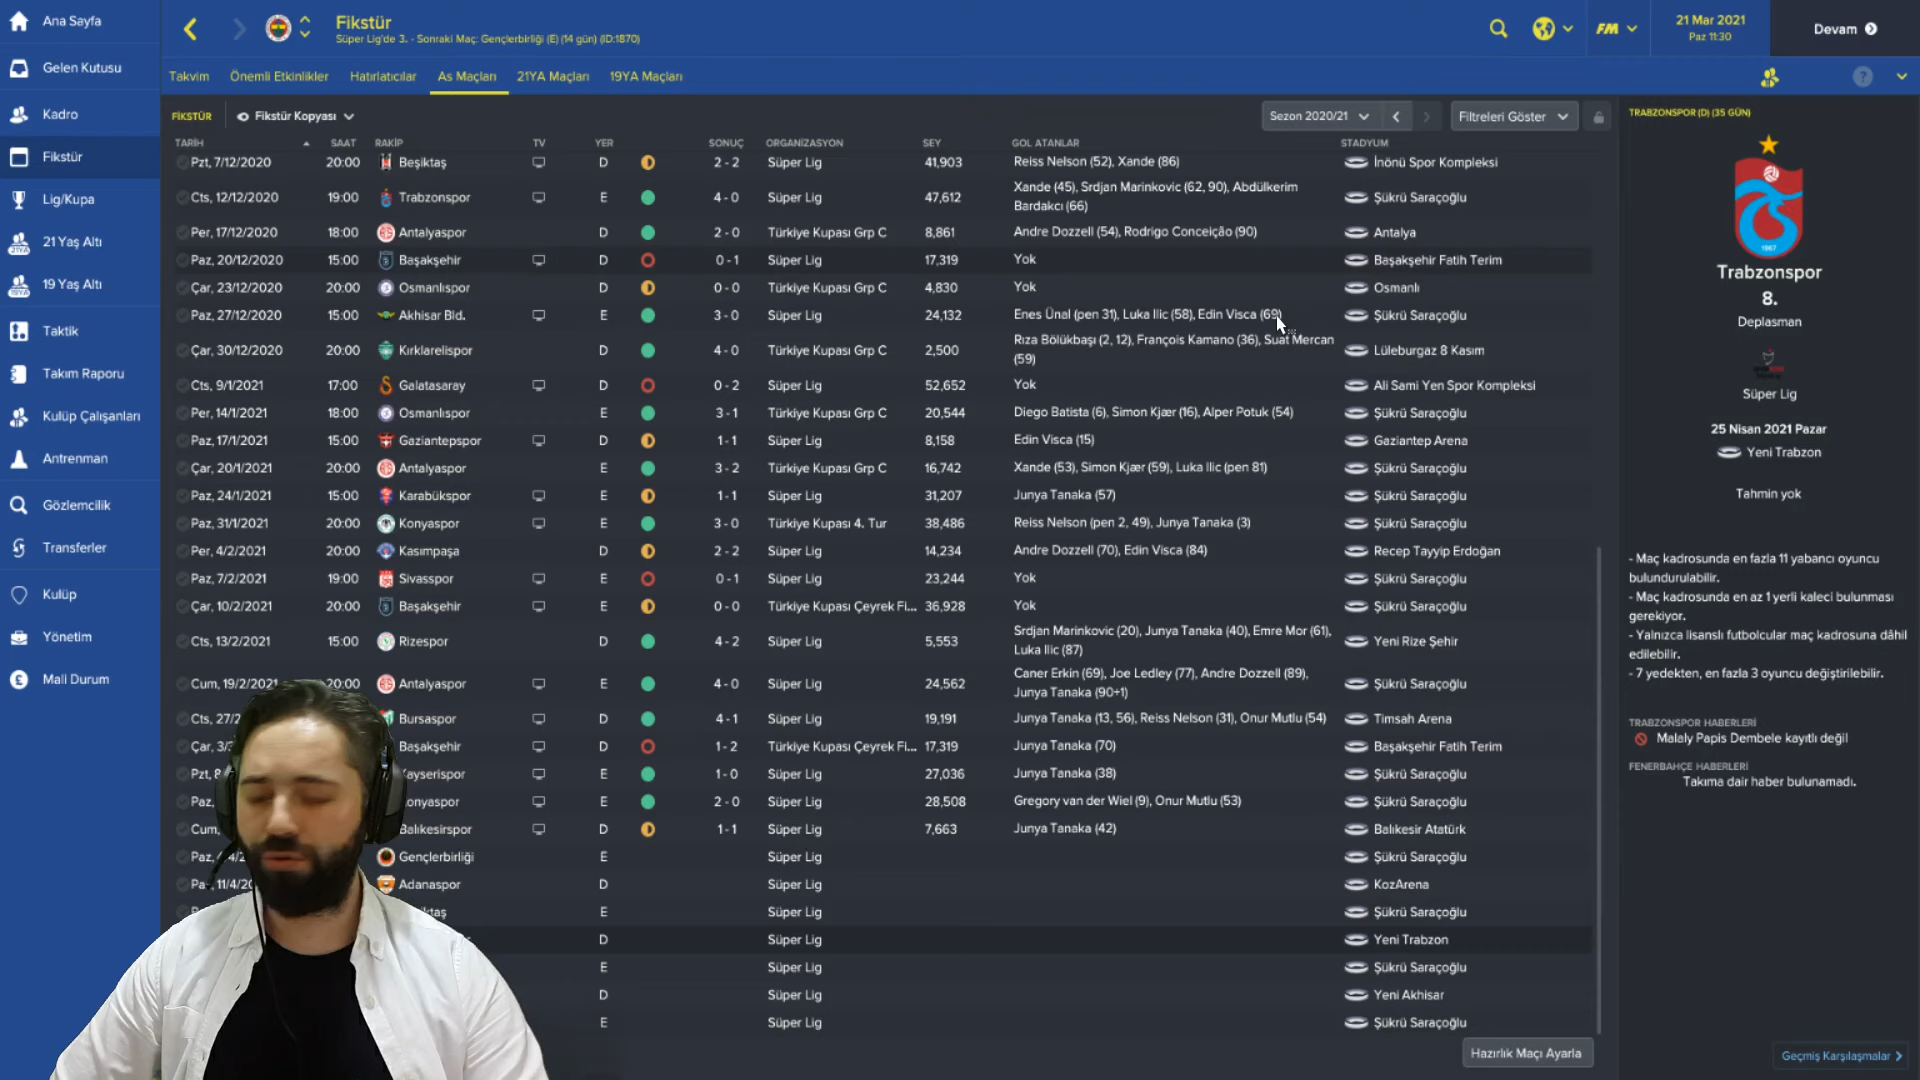 Ana Sayfa
Gelen Kutusu
Kadro
Fikstür
Lig/Kupa
21 Yaş Altı
19 Yaş Altı
Taktik
Takım Raporu
Kulüp Çalışanları
Antrenman
Gözlemcilik
Transferler
Kulüp
Yönetim
Mali Durum
Fikstür
Süper Lig'de 3. - Sonraki Maç: Gençlerbirliği (E) (14 gün) (ID:1870)
FM
21 Mar 2021
Paz 11:30
Devam
Takvim Önemli Etkinlikler Hatırlatıcılar As Maçları 21YA Maçları 19YA Maçları
FİKSTÜR Fikstür Kopyası Sezon 2020/21 Filtreleri Göster
TARİH SAAT RAKİP TV YER SONUÇ ORGANİZASYON SEY GOL ATANLAR STADYUM
Pzt, 7/12/2020 20:00 Beşiktaş D 2 - 2 Süper Lig 41,903 Reiss Nelson (52), Xande (86) İnönü Spor Kompleksi
Cts, 12/12/2020 19:00 Trabzonspor E 4 - 0 Süper Lig 47,612 Xande (45), Srdjan Marinkovic (62, 90), Abdülkerim
Bardakcı (66) Şükrü Saraçoğlu
Per, 17/12/2020 18:00 Antalyaspor D 2 - 0 Türkiye Kupası Grp C 8,861 Andre Dozzell (54), Rodrigo Conceição (90) Antalya
Paz, 20/12/2020 15:00 Başakşehir D 0 - 1 Süper Lig 17,319 Yok Başakşehir Fatih Terim
Çar, 23/12/2020 20:00 Osmanlıspor D 0 - 0 Türkiye Kupası Grp C 4,830 Yok Osmanlı
Paz, 27/12/2020 15:00 Akhisar Bld. E 3 - 0 Süper Lig 24,132 Enes Ünal (pen 31), Luka Ilic (58), Edin Visca (69) Şükrü Saraçoğlu
Çar, 30/12/2020 20:00 Kırklarelispor D 4 - 0 Türkiye Kupası Grp C 2,500 Rıza Bölükbaşı (2, 12), François Kamano (36), Suat Mercan
(59) Lüleburgaz 8 Kasım
Cts, 9/1/2021 17:00 Galatasaray D 0 - 2 Süper Lig 52,652 Yok Ali Sami Yen Spor Kompleksi
Per, 14/1/2021 18:00 Osmanlıspor E 3 - 1 Türkiye Kupası Grp C 20,544 Diego Batista (6), Simon Kjær (16), Alper Potuk (54) Şükrü Saraçoğlu
Paz, 17/1/2021 15:00 Gaziantepspor D 1 - 1 Süper Lig 8,158 Edin Visca (15) Gaziantep Arena
Çar, 20/1/2021 20:00 Antalyaspor E 3 - 2 Türkiye Kupası Grp C 16,742 Xande (53), Simon Kjær (59), Luka Ilic (pen 81) Şükrü Saraçoğlu
Paz, 24/1/2021 15:00 Karabükspor E 1 - 1 Süper Lig 31,207 Junya Tanaka (57) Şükrü Saraçoğlu
Paz, 31/1/2021 20:00 Konyaspor E 3 - 0 Türkiye Kupası 4. Tur 38,486 Reiss Nelson (pen 2, 49), Junya Tanaka (3) Şükrü Saraçoğlu
Per, 4/2/2021 20:00 Kasımpaşa D 2 - 2 Süper Lig 14,234 Andre Dozzell (70), Edin Visca (84) Recep Tayyip Erdoğan
Paz, 7/2/2021 19:00 Sivasspor E 0 - 1 Süper Lig 23,244 Yok Şükrü Saraçoğlu
Çar, 10/2/2021 20:00 Başakşehir E 0 - 0 Türkiye Kupası Çeyrek Fi... 36,928 Yok Şükrü Saraçoğlu
Cts, 13/2/2021 15:00 Rizespor D 4 - 2 Süper Lig 5,553 Srdjan Marinkovic (20), Junya Tanaka (40), Emre Mor (61),
Luka Ilic (87) Yeni Rize Şehir
Cum, 19/2/2021 20:00 Antalyaspor E 4 - 0 Süper Lig 24,562 Caner Erkin (69), Joe Ledley (77), Andre Dozzell (89),
Junya Tanaka (90+1) Şükrü Saraçoğlu
Cts, 27/2 Bursaspor D 4 - 1 Süper Lig 19,191 Junya Tanaka (13, 56), Reiss Nelson (31), Onur Mutlu (54) Timsah Arena
Çar, 3/3 Başakşehir D 1 - 2 Türkiye Kupası Çeyrek Fi... 17,319 Junya Tanaka (70) Başakşehir Fatih Terim
Pzt, 8 Kayserispor E 1 - 0 Süper Lig 27,036 Junya Tanaka (38) Şükrü Saraçoğlu
Paz, onyaspor E 2 - 0 Süper Lig 28,508 Gregory van der Wiel (9), Onur Mutlu (53) Şükrü Saraçoğlu
Cum, Balıkesirspor D 1 - 1 Süper Lig 7,663 Junya Tanaka (42) Balıkesir Atatürk
Paz, 4/4/2 Gençlerbirliği E Süper Lig Şükrü Saraçoğlu
Paz, 11/4/20 Adanaspor D Süper Lig KozArena
ktaş E Süper Lig Şükrü Saraçoğlu
D Süper Lig Yeni Trabzon
E Süper Lig Şükrü Saraçoğlu
D Süper Lig Yeni Akhisar
E Süper Lig Şükrü Saraçoğlu
Hazırlık Maçı Ayarla
TRABZONSPOR (D) (35 GÜN)
1967
Trabzonspor
8.
Deplasman
Süper Lig
25 Nisan 2021 Pazar
Yeni Trabzon
Tahmin yok
- Maç kadrosunda en fazla 11 yabancı oyuncu
bulundurulabilir.
- Maç kadrosunda en az 1 yerli kaleci bulunması
gerekiyor.
- Yalnızca lisanslı futbolcular maç kadrosuna dâhil
edilebilir.
- 7 yedekten, en fazla 3 oyuncu değiştirilebilir.
TRABZONSPOR HABERLERİ
Malaly Papis Dembele kayıtlı değil
FENERBAHÇE HABERLERİ
Takıma dair haber bulunamadı.
Geçmiş Karşılaşmalar